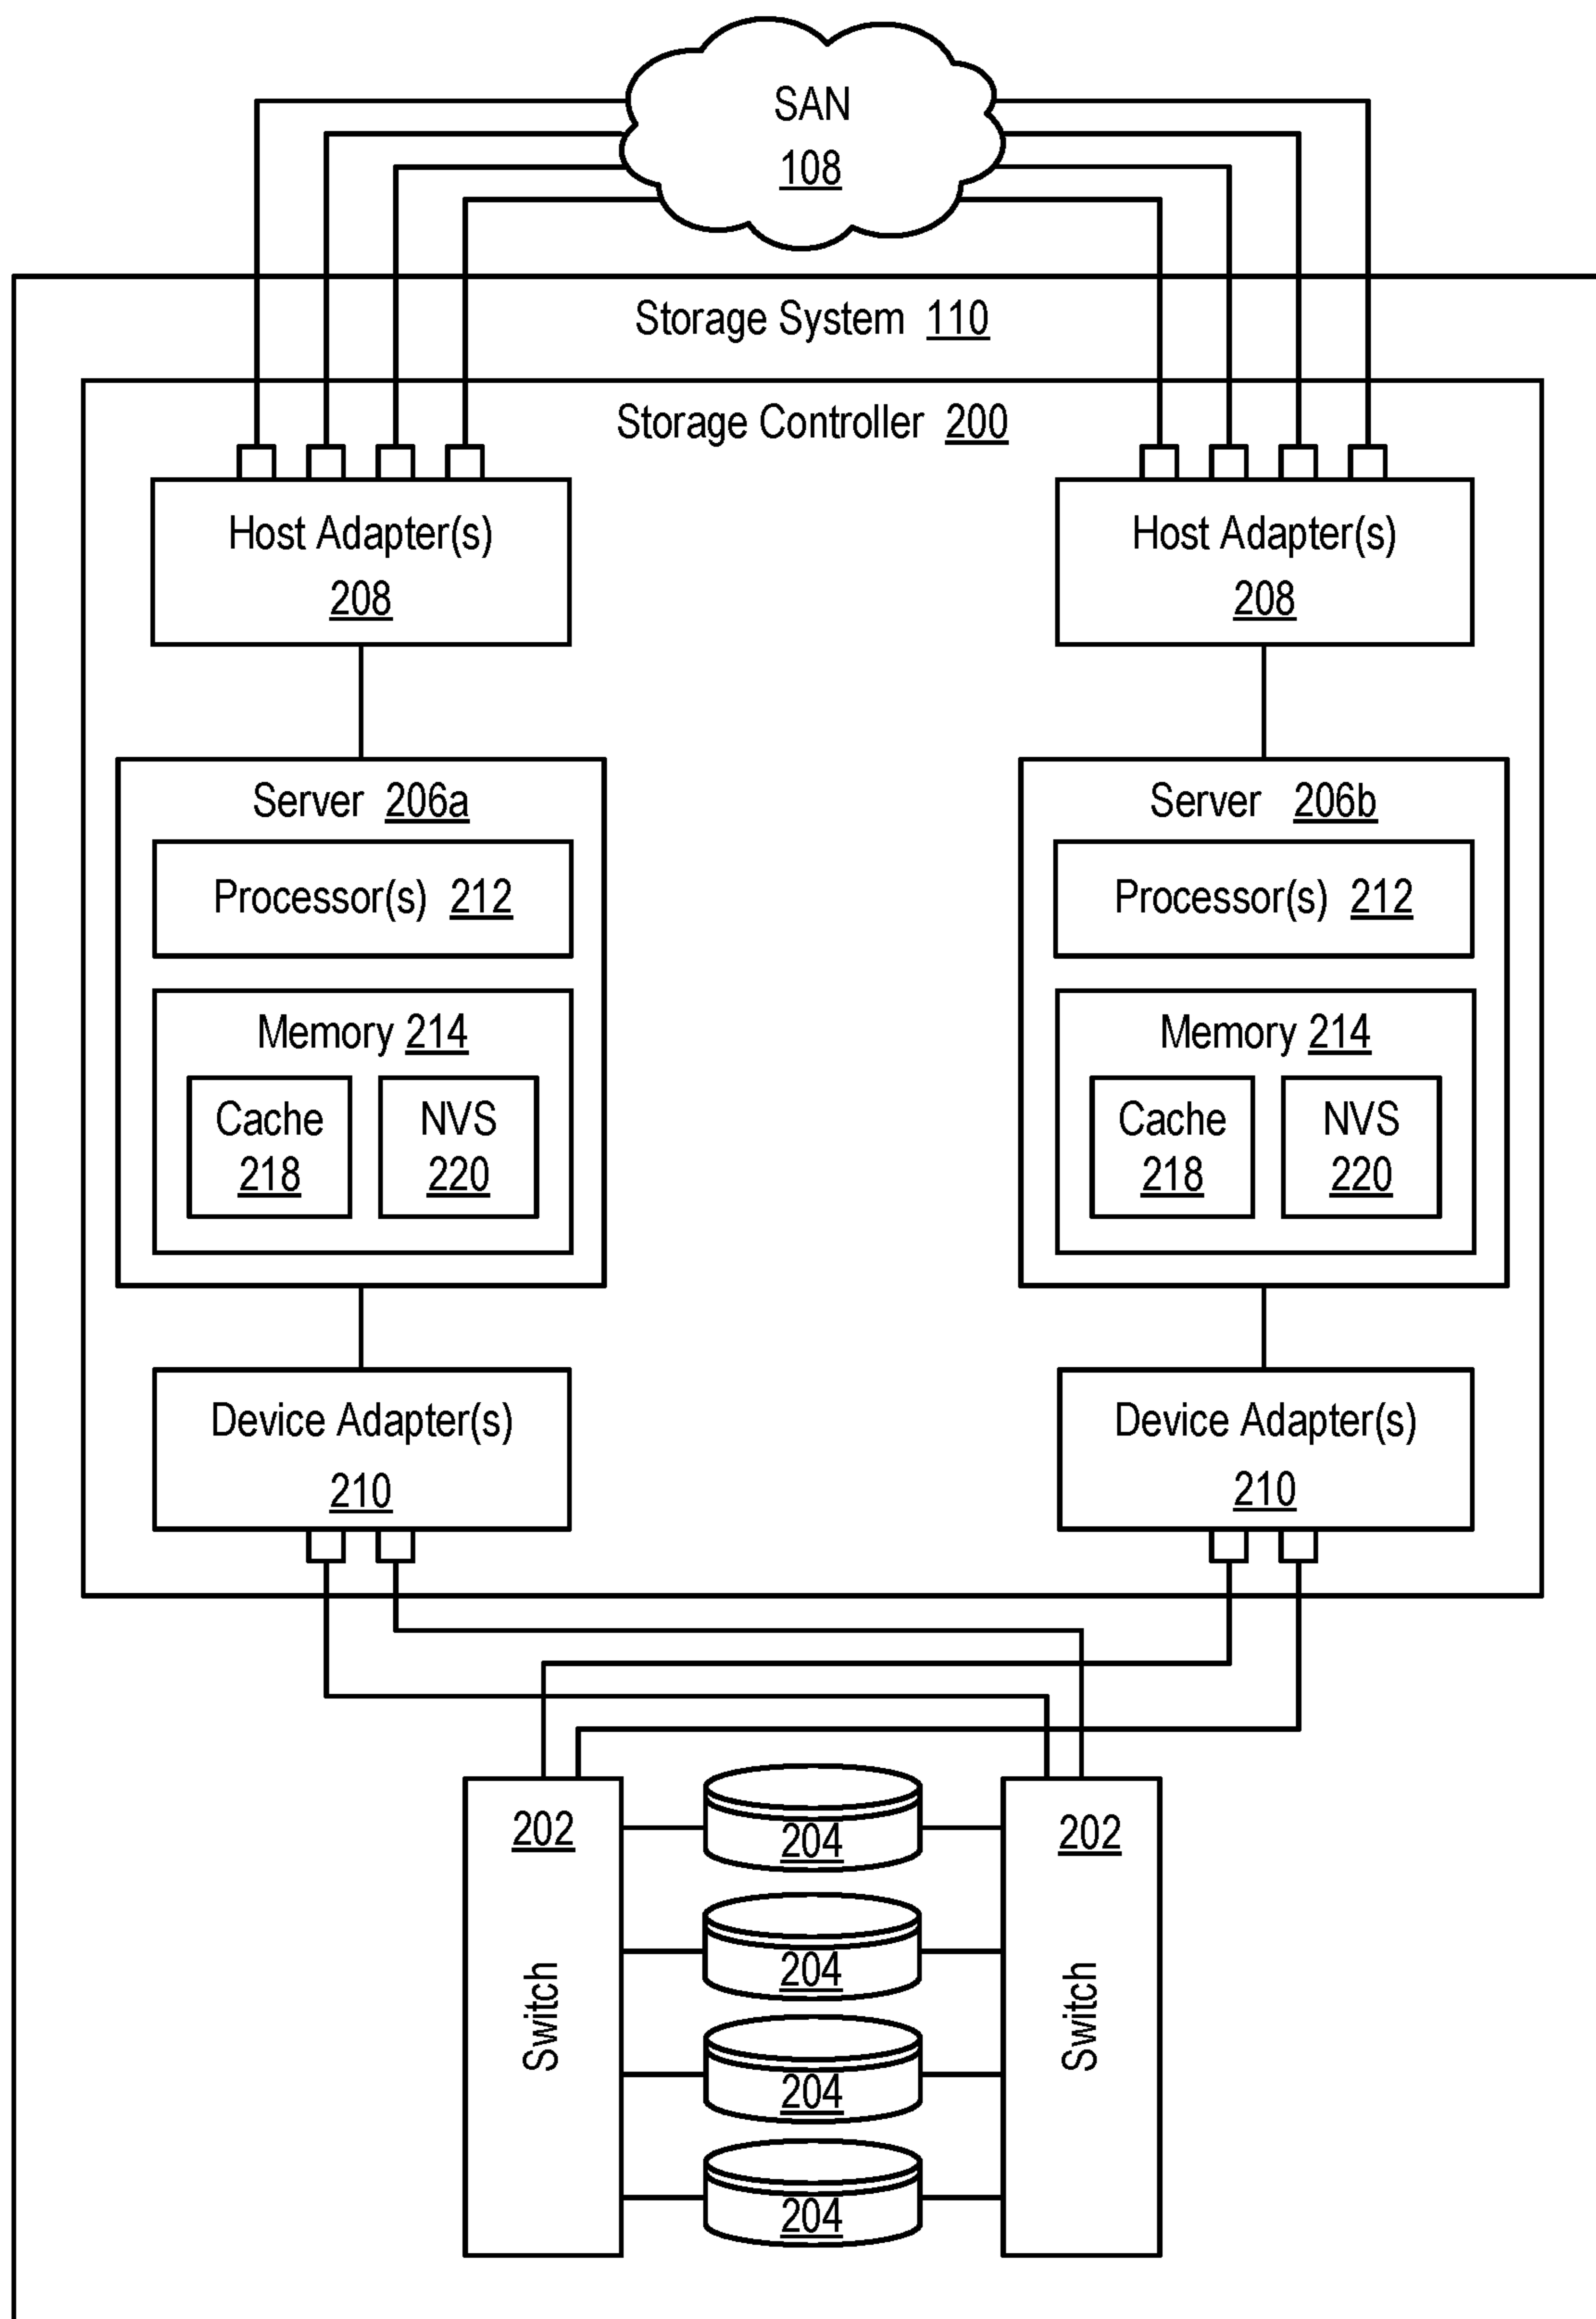 SAN
108
Storage System 110
Storage Controller 200
Host Adapter(s)
208
Host Adapter(s)
208
Server 206a
Processor(s) 212
Memory 214
Cache
218
NVS
220
Server 206b
Processor(s) 212
Memory 214
Cache
218
NVS
220
Device Adapter(s)
210
Device Adapter(s)
210
202
Switch
204
204
204
204
202
Switch